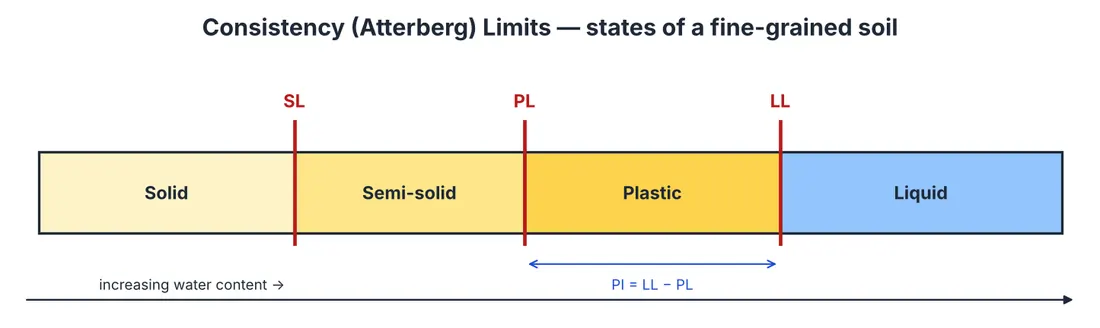 Consistency (Atterberg) Limits — states of a fine-grained soil
SL PL LL
Solid Semi-solid Plastic Liquid
increasing water content → PI = LL − PL